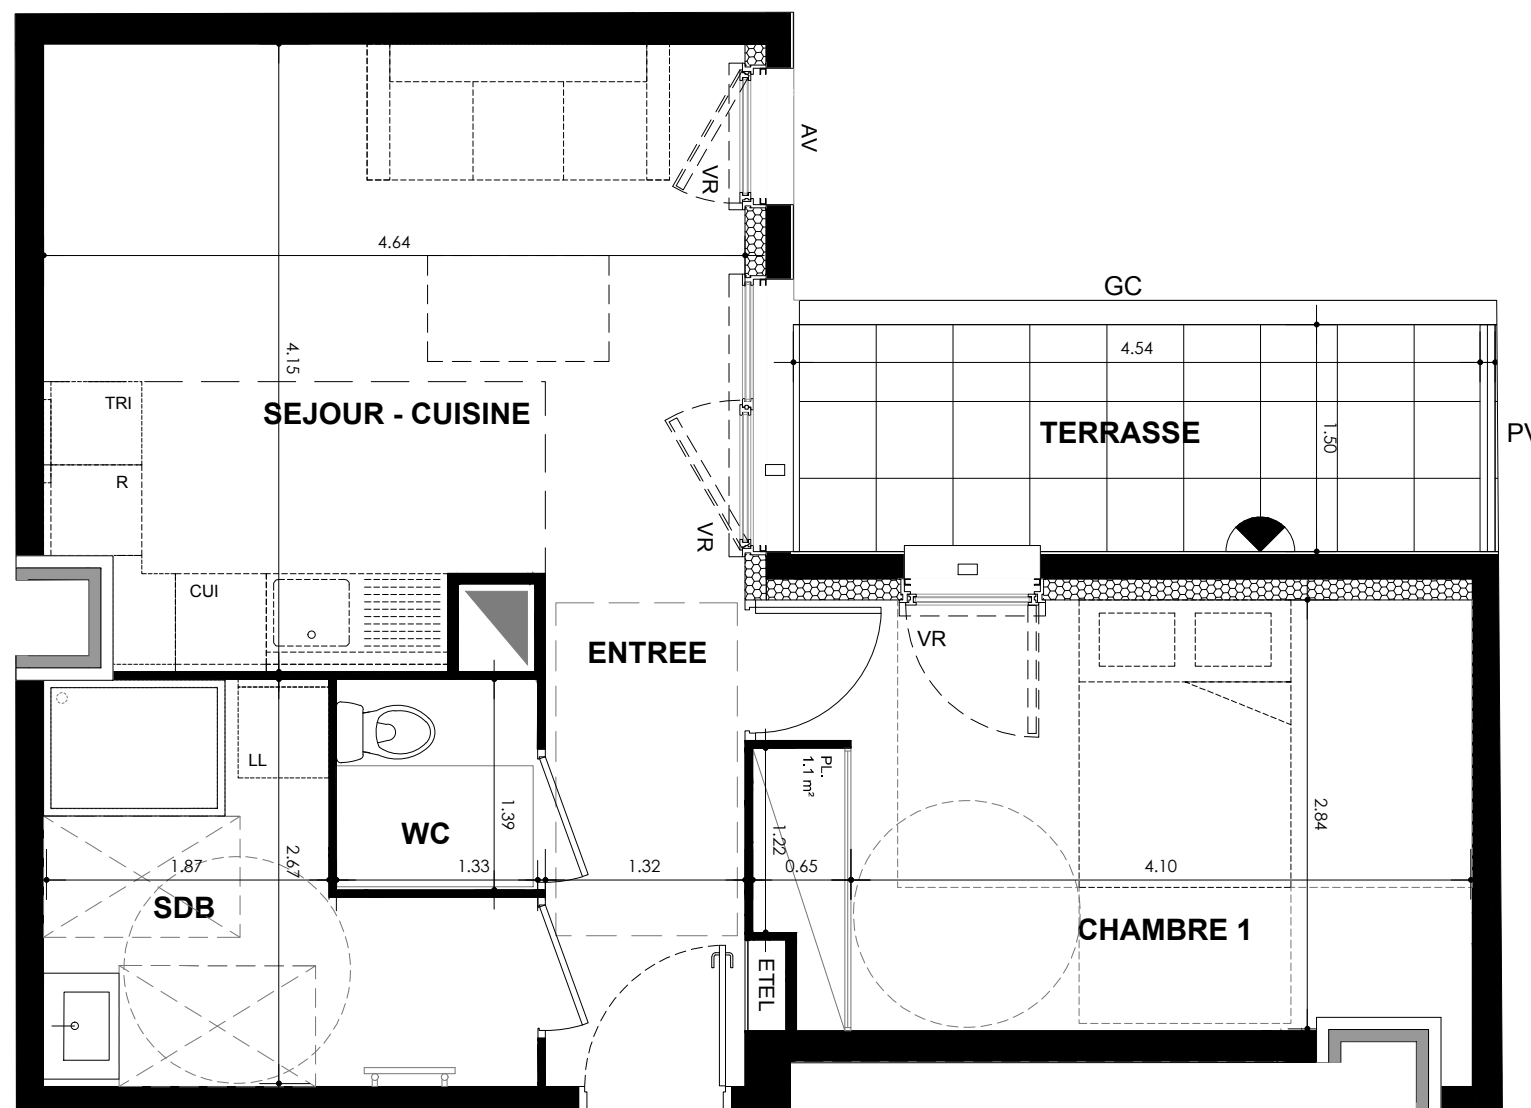 AV
VR
4.64
GC
4.15
4.54
TRI
SEJOUR - CUISINE
TERRASSE
1.50
PV
R
VR
CUI
ENTREE
VR
LL
PL.
1.1 m²
1.39
WC
1.22
2.84
1.87
2.67
1.33
1.32
0.65
4.10
SDB
CHAMBRE 1
ETEL